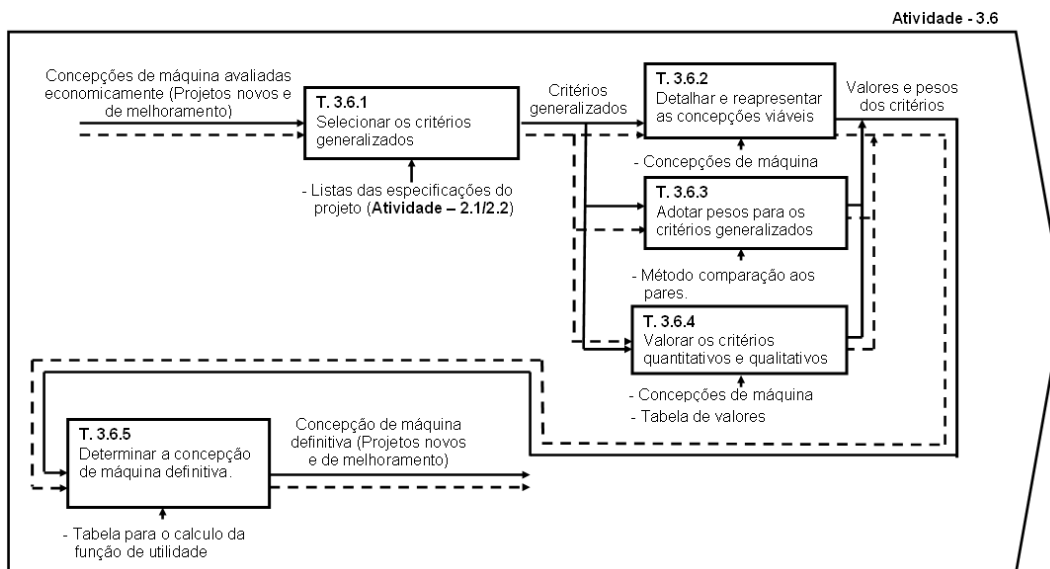 Atividade - 3.6
Concepções de máquina avaliadas
economicamente (Projetos novos e
de melhoramento)
T. 3.6.1
Selecionar os critérios
generalizados
- Listas das especificações do
projeto (Atividade – 2.1/2.2)
Critérios
generalizados
T. 3.6.2
Detalhar e reapresentar
as concepções viáveis
- Concepções de máquina
Valores e pesos
dos critérios
T. 3.6.3
Adotar pesos para os
critérios generalizados
- Método comparação aos
pares.
T. 3.6.4
Valorar os critérios
quantitativos e qualitativos
- Concepções de máquina
- Tabela de valores
T. 3.6.5
Determinar a concepção
de máquina definitiva.
- Tabela para o calculo da
função de utilidade
Concepção de máquina
definitiva (Projetos novos
e de melhoramento)